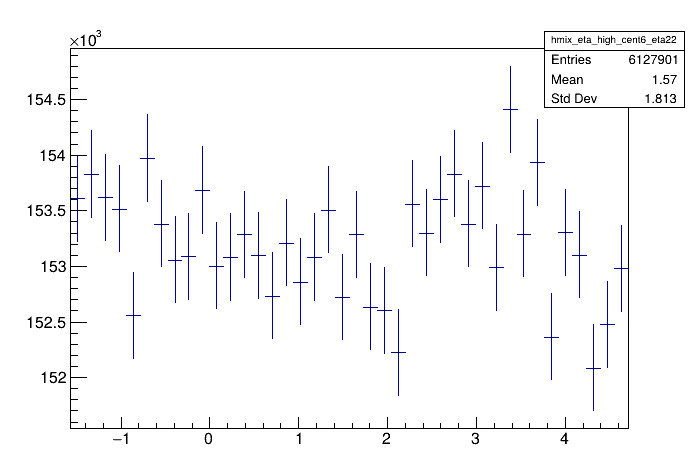 ×10³
hmix_eta_high_cent6_eta22
Entries 6127901
Mean 1.57
Std Dev 1.813
154.5
154
153.5
153
152.5
152
−1 0 1 2 3 4